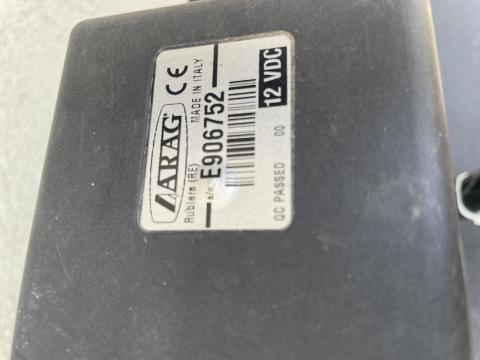 ARAG CE
Rubiera (RE) MADE IN ITALY
s/n. E906752
12 VDC
QC PASSED 00